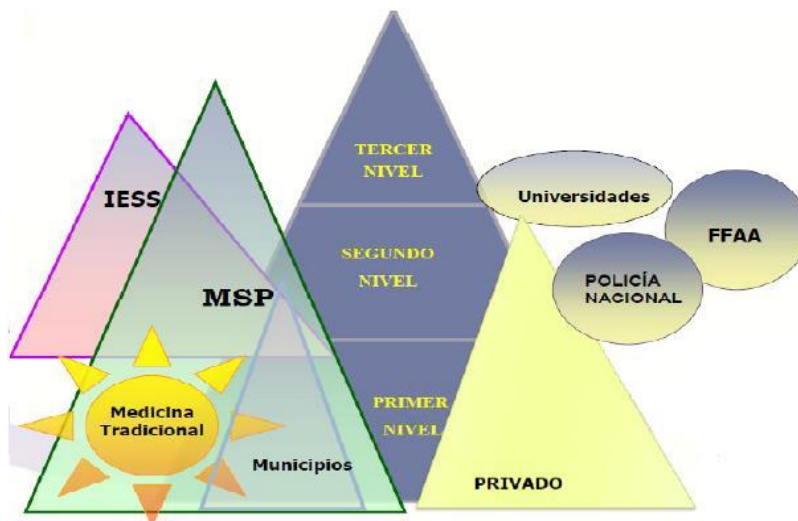 TERCER
NIVEL
IESS
Universidades
FFAA
SEGUNDO
NIVEL
MSP
POLICÍA
NACIONAL
PRIMER
NIVEL
Medicina
Tradicional
Municipios
PRIVADO